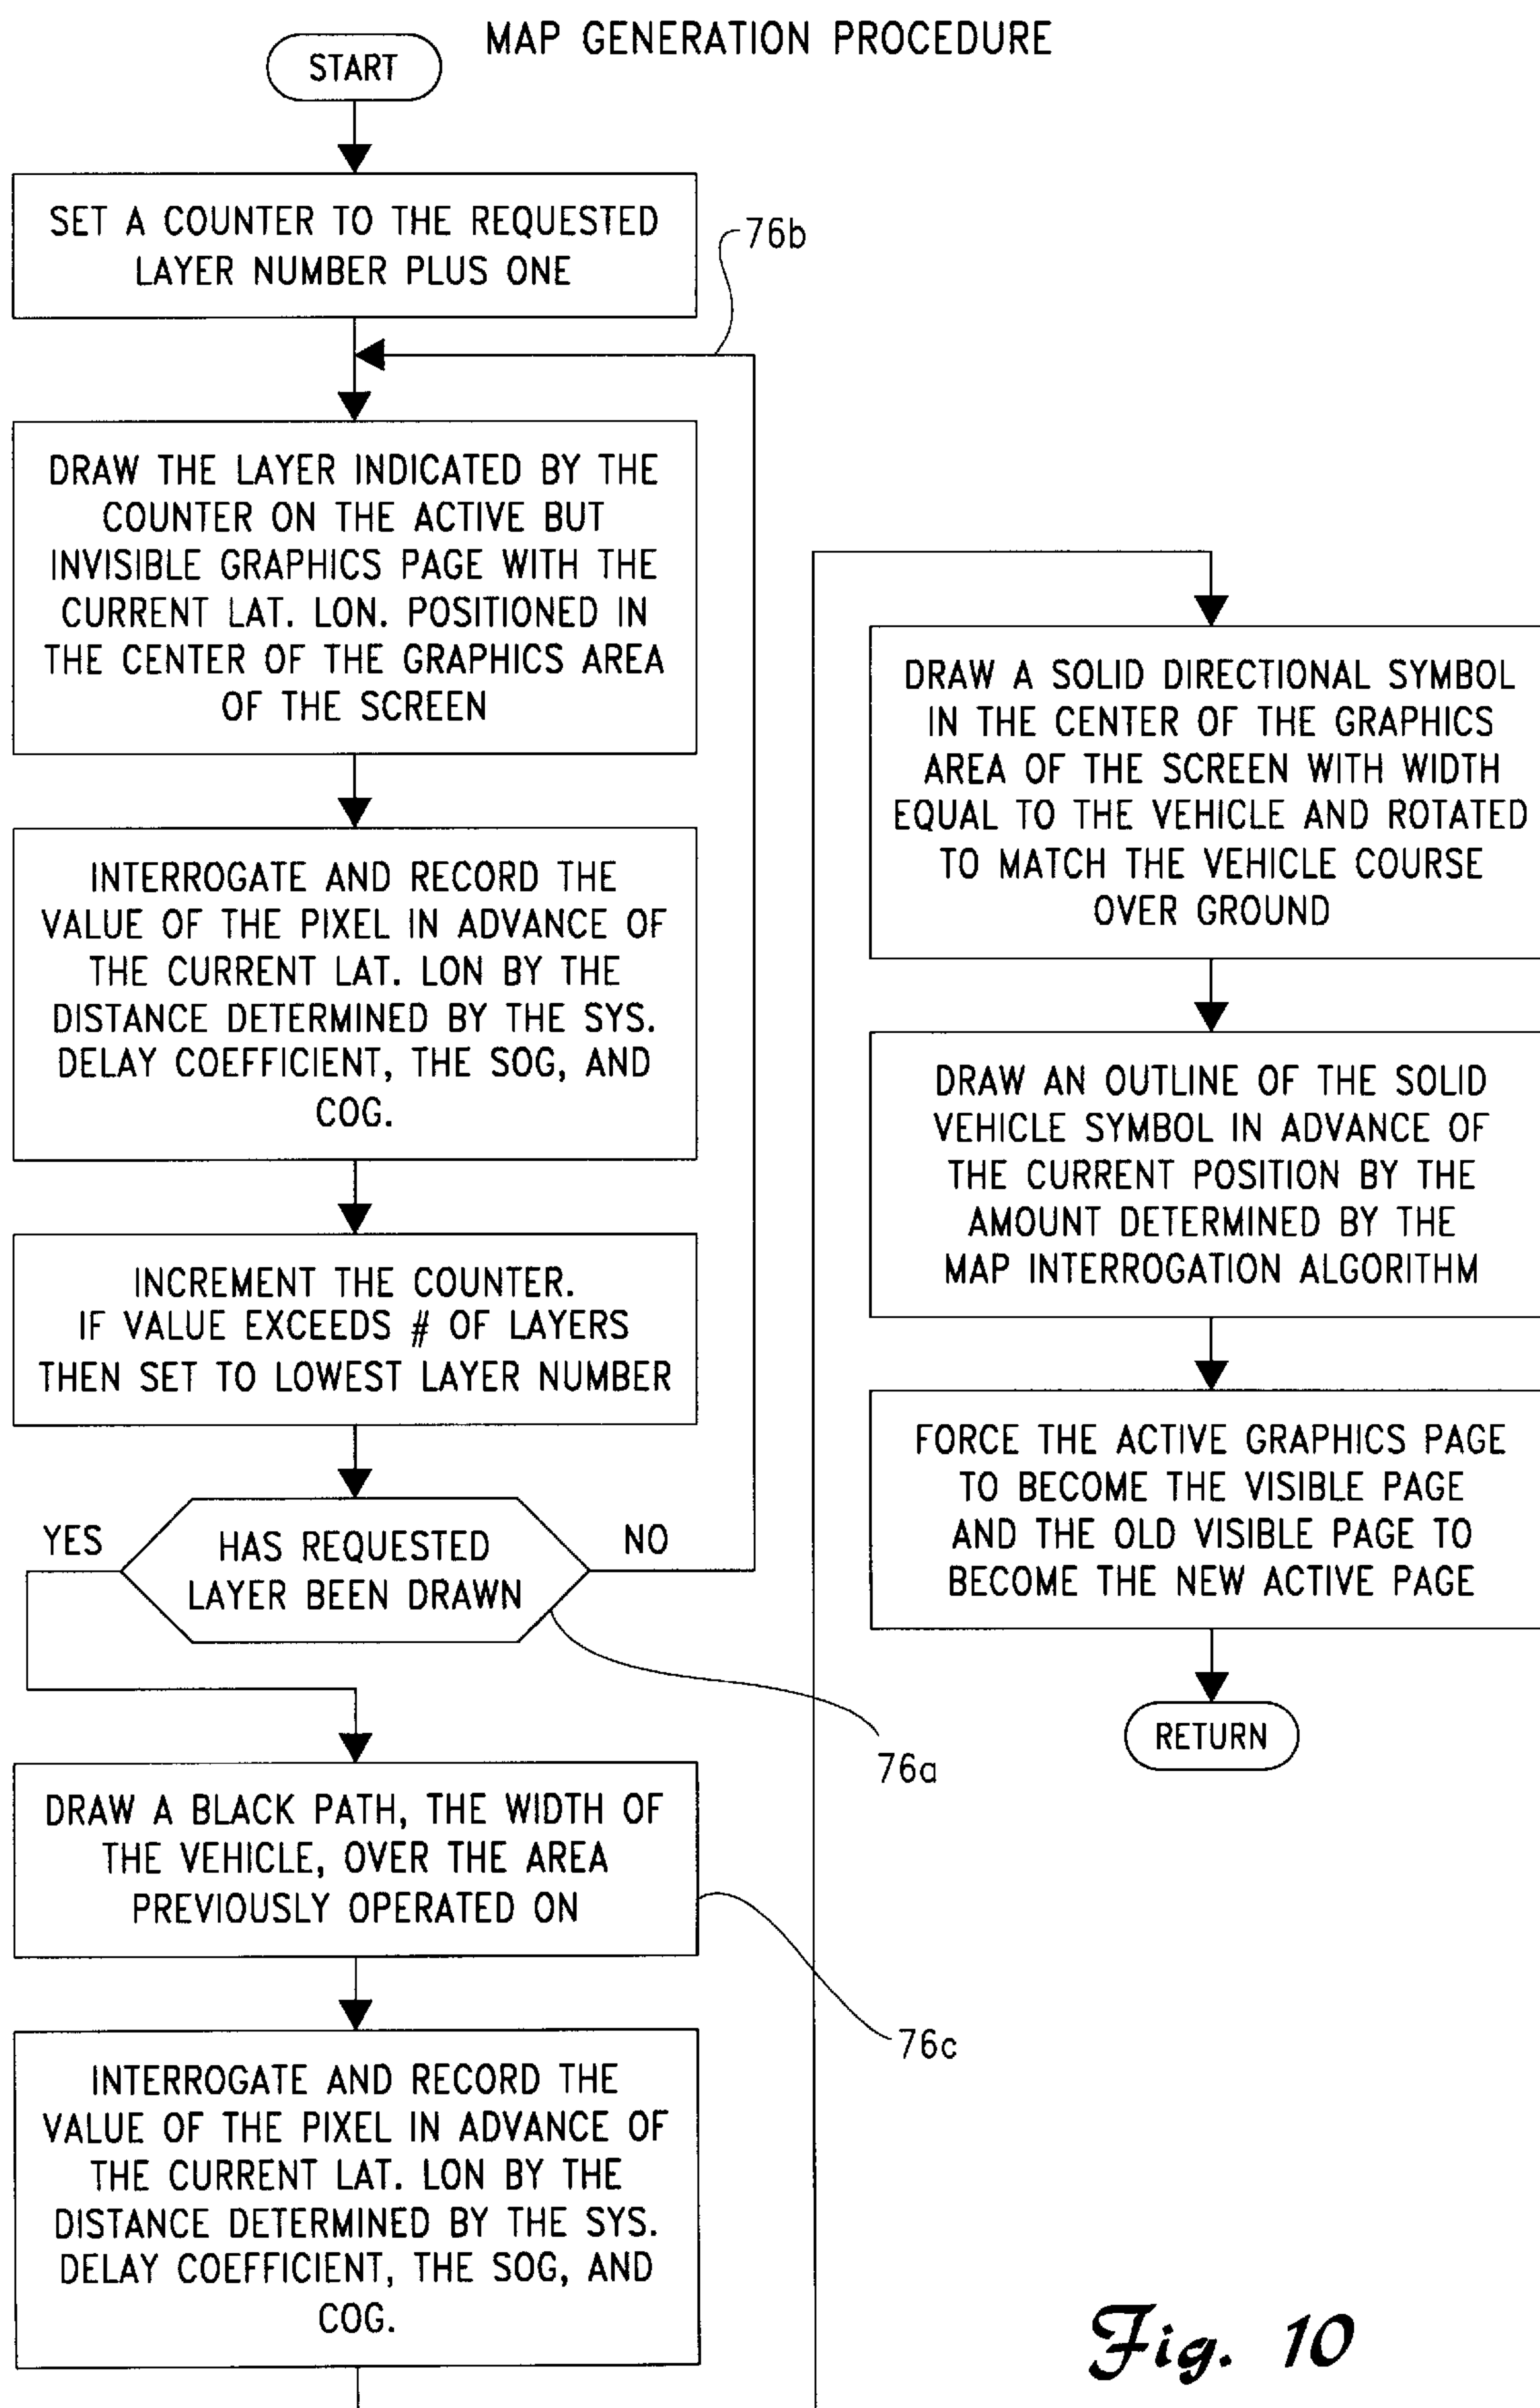 MAP GENERATION PROCEDURE
START
SET A COUNTER TO THE REQUESTED
LAYER NUMBER PLUS ONE
76b
DRAW THE LAYER INDICATED BY THE
COUNTER ON THE ACTIVE BUT
INVISIBLE GRAPHICS PAGE WITH THE
CURRENT LAT. LON. POSITIONED IN
THE CENTER OF THE GRAPHICS AREA
OF THE SCREEN
INTERROGATE AND RECORD THE
VALUE OF THE PIXEL IN ADVANCE OF
THE CURRENT LAT. LON BY THE
DISTANCE DETERMINED BY THE SYS.
DELAY COEFFICIENT, THE SOG, AND
COG.
INCREMENT THE COUNTER.
IF VALUE EXCEEDS # OF LAYERS
THEN SET TO LOWEST LAYER NUMBER
YES
HAS REQUESTED
LAYER BEEN DRAWN
NO
76a
DRAW A BLACK PATH, THE WIDTH OF
THE VEHICLE, OVER THE AREA
PREVIOUSLY OPERATED ON
76c
INTERROGATE AND RECORD THE
VALUE OF THE PIXEL IN ADVANCE OF
THE CURRENT LAT. LON BY THE
DISTANCE DETERMINED BY THE SYS.
DELAY COEFFICIENT, THE SOG, AND
COG.
DRAW A SOLID DIRECTIONAL SYMBOL
IN THE CENTER OF THE GRAPHICS
AREA OF THE SCREEN WITH WIDTH
EQUAL TO THE VEHICLE AND ROTATED
TO MATCH THE VEHICLE COURSE
OVER GROUND
DRAW AN OUTLINE OF THE SOLID
VEHICLE SYMBOL IN ADVANCE OF
THE CURRENT POSITION BY THE
AMOUNT DETERMINED BY THE
MAP INTERROGATION ALGORITHM
FORCE THE ACTIVE GRAPHICS PAGE
TO BECOME THE VISIBLE PAGE
AND THE OLD VISIBLE PAGE TO
BECOME THE NEW ACTIVE PAGE
RETURN
Fig. 10